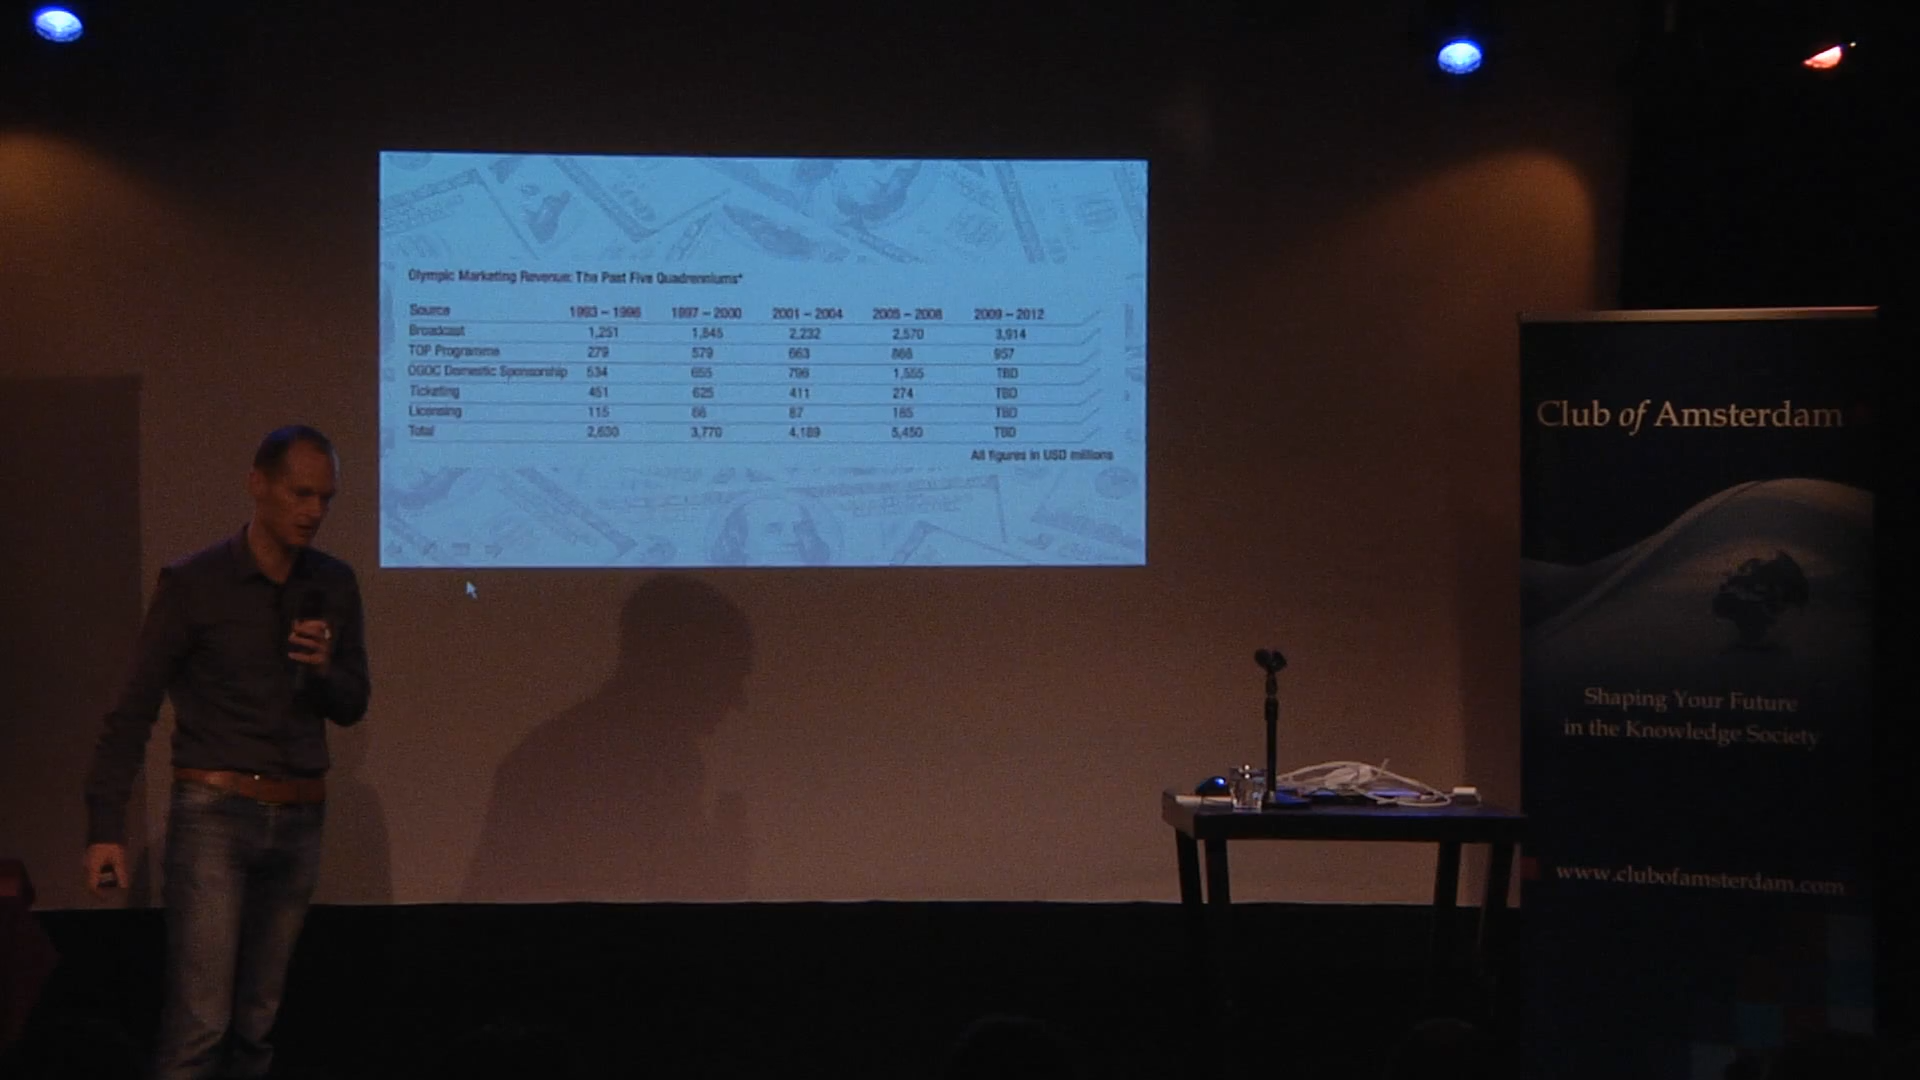 Olympic Marketing Revenue: The Past Five Quadrenniums*
Source 1993 – 1996 1997 – 2000 2001 – 2004 2005 – 2008 2009 – 2012
Broadcast 1,251 1,845 2,232 2,570 3,914
TOP Programme 279 579 663 866 957
OGOC Domestic Sponsorship 534 655 796 1,555 TBD
Ticketing 451 625 411 274 TBD
Licensing 115 66 87 185 TBD
Total 2,630 3,770 4,189 5,450 TBD
All figures in USD millions
Club of Amsterdam
Shaping Your Future
in the Knowledge Society
www.clubofamsterdam.com